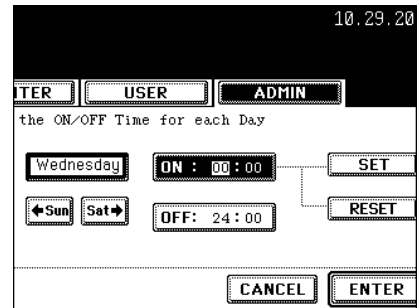 10.29.20
TER USER ADMIN
the ON/OFF Time for each Day
Wednesday ON : 00:00 SET
←Sun Sat→ OFF: 24:00 RESET
CANCEL ENTER